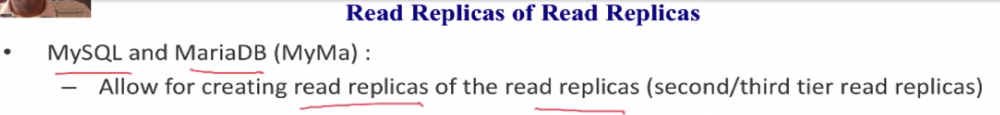 Read Replicas of Read Replicas
• MySQL and MariaDB (MyMa) :
– Allow for creating read replicas of the read replicas (second/third tier read replicas)